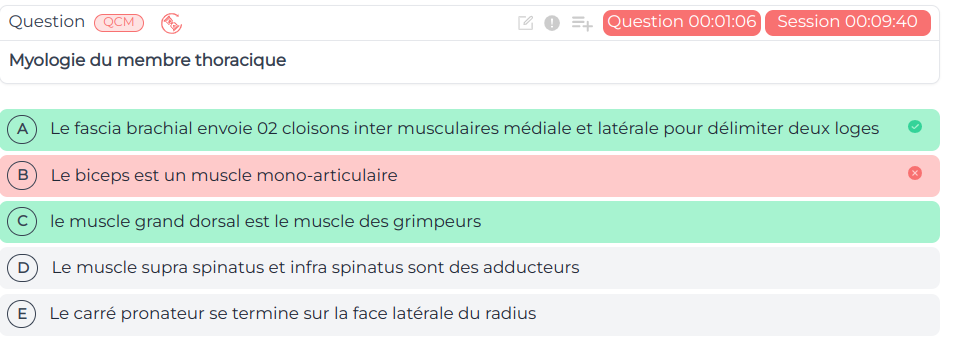 Question QCM Question 00:01:06 Session 00:09:40
Myologie du membre thoracique
A Le fascia brachial envoie 02 cloisons inter musculaires médiale et latérale pour délimiter deux loges
B Le biceps est un muscle mono-articulaire
C le muscle grand dorsal est le muscle des grimpeurs
D Le muscle supra spinatus et infra spinatus sont des adducteurs
E Le carré pronateur se termine sur la face latérale du radius